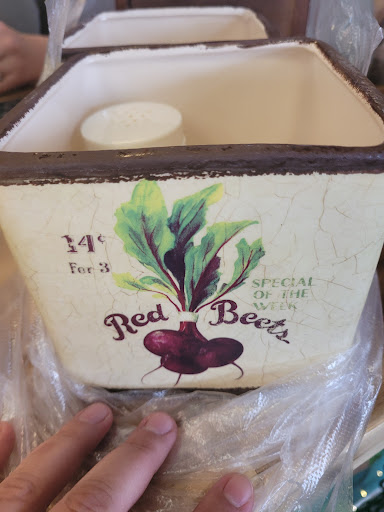 14¢
For 3
SPECIAL
OF THE
WEEK
Red Beets